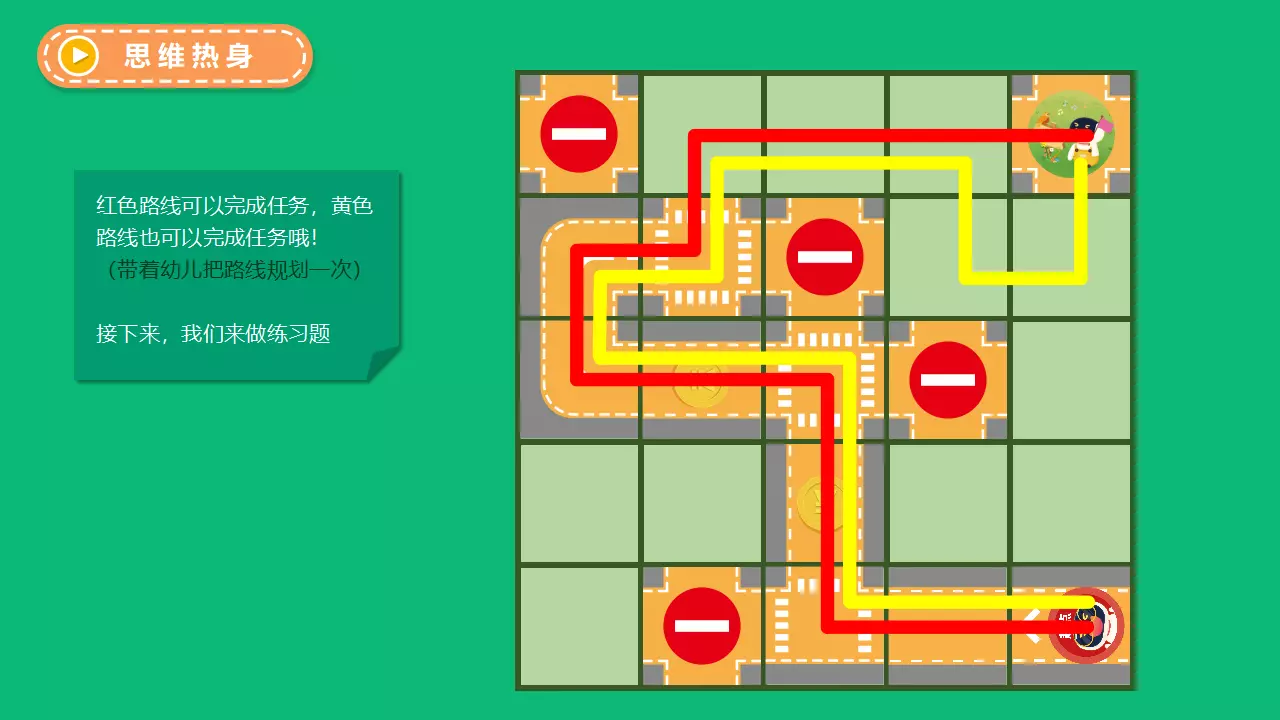 思维热身
红色路线可以完成任务，黄色
路线也可以完成任务哦！
（带着幼儿把路线规划一次）
接下来，我们来做练习题